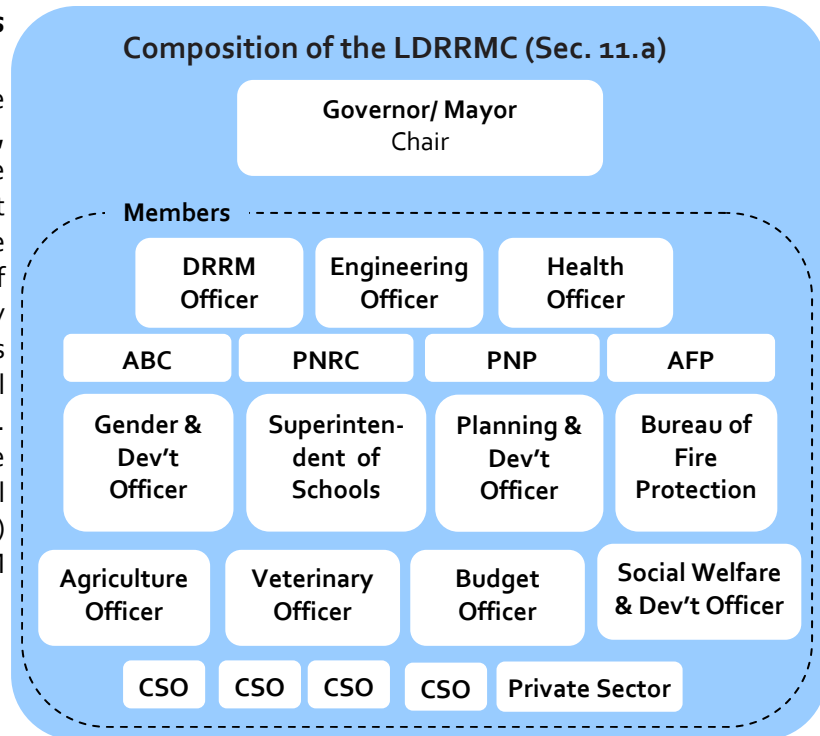 s
e
,
e
t
e
f
y
s
l
.
e
l
)
Composition of the LDRRMC (Sec. 11.a)
Governor/ Mayor
Chair
Members
DRRM
Officer
Engineering
Officer
Health
Officer
ABC
PNRC
PNP
AFP
Gender &
Dev't
Officer
Superinten-
dent of
Schools
Planning &
Dev't
Officer
Bureau of
Fire
Protection
Agriculture
Officer
Veterinary
Officer
Budget
Officer
Social Welfare
& Dev't Officer
CSO
CSO
CSO
CSO
Private Sector